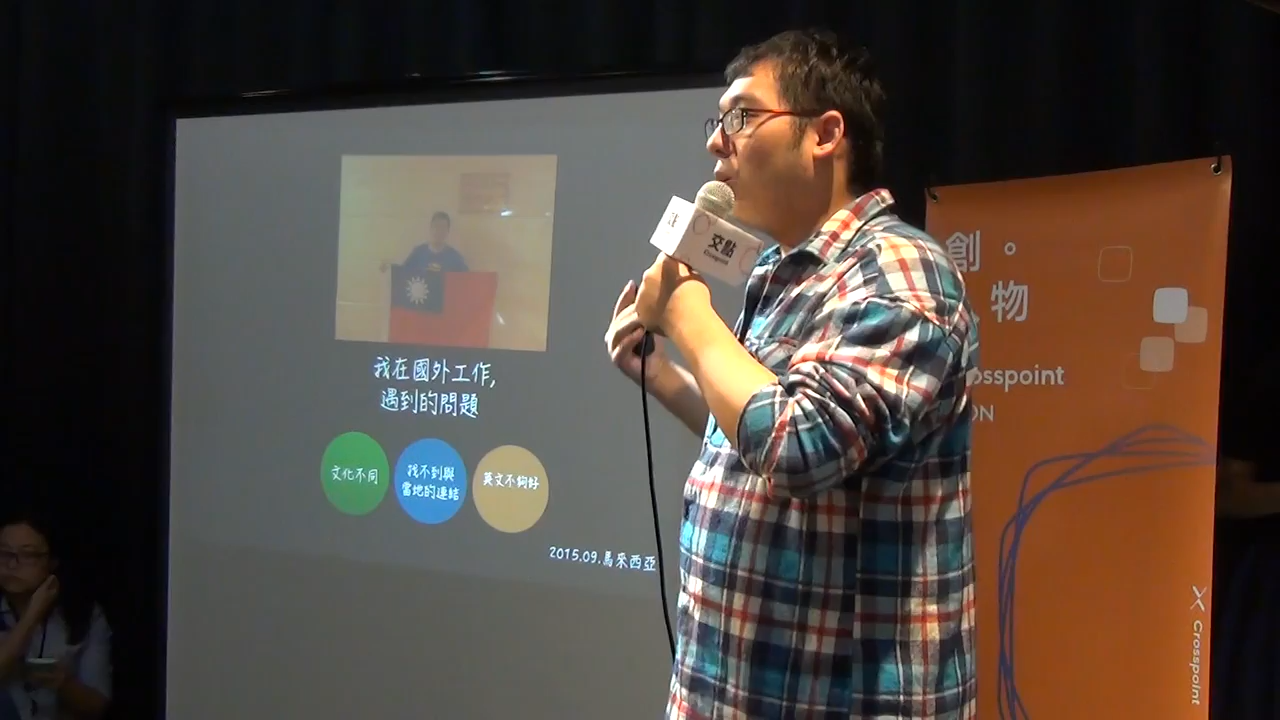 我在國外工作,
遇到的問題
文化不同
找不到與
當地的連結
英文不夠好
2015.09.馬來西亞
交點
Crosspoint
創。
物
osspoint
ON
Crosspoint